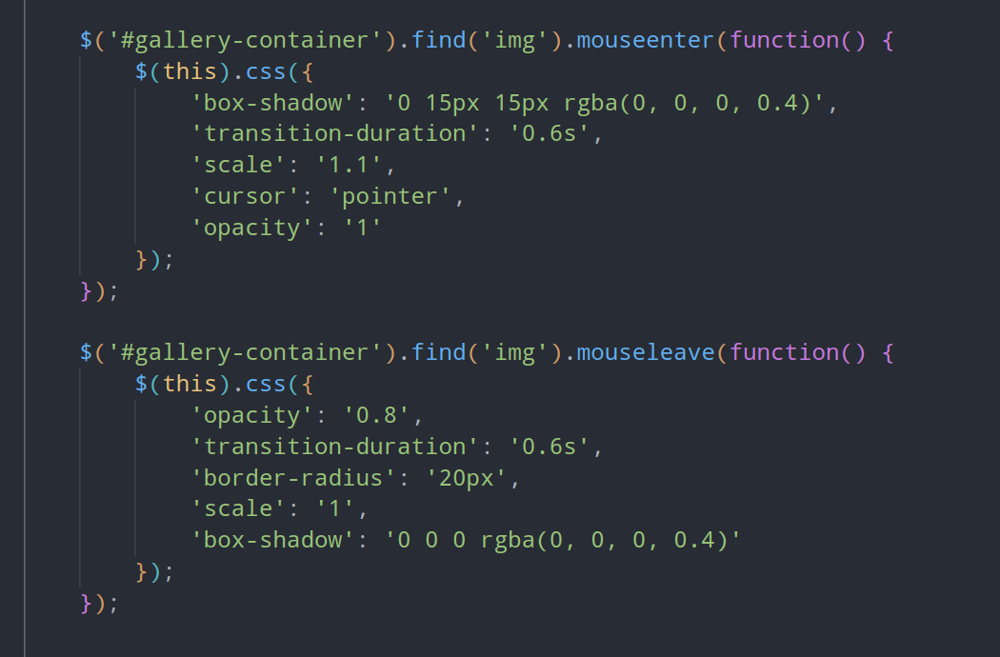 $('#gallery-container').find('img').mouseenter(function() {
    $(this).css({
        'box-shadow': '0 15px 15px rgba(0, 0, 0, 0.4)',
        'transition-duration': '0.6s',
        'scale': '1.1',
        'cursor': 'pointer',
        'opacity': '1'
    });
});

$('#gallery-container').find('img').mouseleave(function() {
    $(this).css({
        'opacity': '0.8',
        'transition-duration': '0.6s',
        'border-radius': '20px',
        'scale': '1',
        'box-shadow': '0 0 0 rgba(0, 0, 0, 0.4)'
    });
});